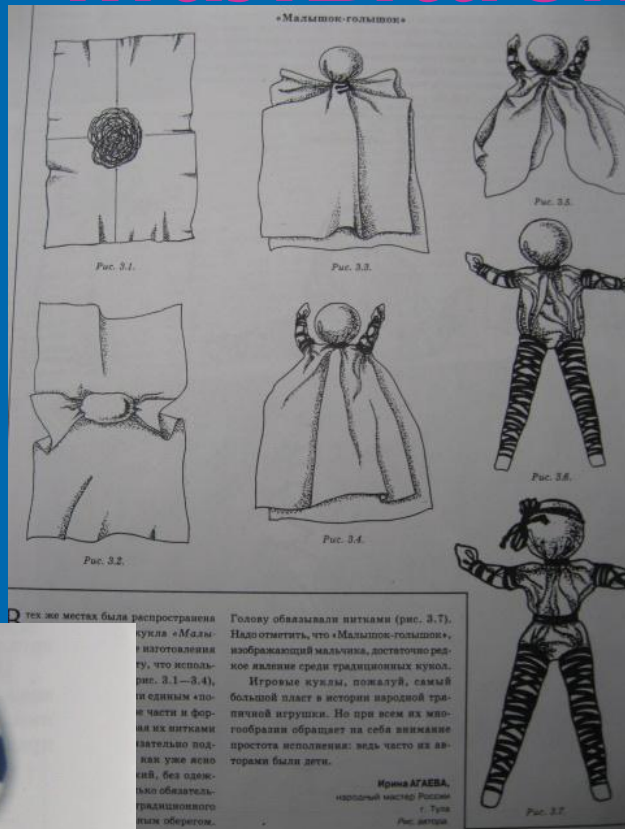 «Малышок-голышок»
Рис. 3.1.
Рис. 3.3.
Рис. 3.5.
Рис. 3.2.
Рис. 3.4.
Рис. 3.6.
Рис. 3.7.
В тех же местах была распространена
кукла «Малы-
изготовления
ту, что исполь-
рис. 3.1—3.4),
единым «по-
части и фор-
их нитками
под-
как уже ясно
без одеж-
обязатель-
традиционного
оберегом.
Голову обвязывали нитками (рис. 3.7).
Надо отметить, что «Малышок-голышок»,
изображающий мальчика, достаточно ред-
кое явление среди традиционных кукол.
Игровые куклы, пожалуй, самый
большой пласт в истории народной тря-
пичной игрушки. Но при всем их мно-
гообразии обращает на себя внимание
простота исполнения: ведь часто их ав-
торами были дети.
Ирина АГАЕВА,
народный мастер России
г. Тула
Рис. автора